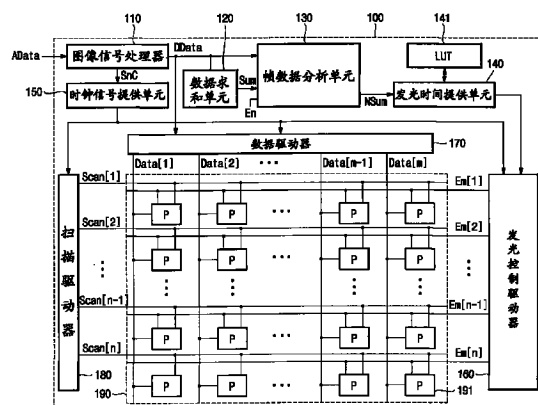 110 120 130 100 141
AData 图像信号处理器 DData LUT 140
SnC 数据求和单元 Sum 帧数据分析单元 NSum 发光时间提供单元
150 时钟信号提供单元 En
数据驱动器 170
Data[1] Data[2] ··· Data[m-1] Data[m]
Scan[1] Em[1]
P P ··· P P
Scan[2] Em[2]
P P ··· P P
扫描驱动器 发光控制驱动器
Scan[n-1] Em[n-1]
P P ··· P P
Scan[n] Em[n]
P P ··· P P
180 190 191 160